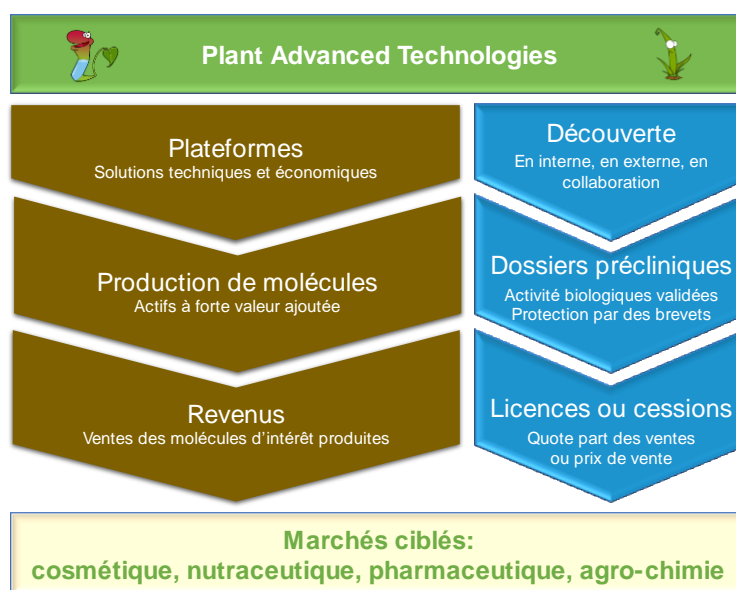 Plant Advanced Technologies
Plateformes
Solutions techniques et économiques
Production de molécules
Actifs à forte valeur ajoutée
Revenus
Ventes des molécules d'intérêt produites
Découverte
En interne, en externe, en
collaboration
Dossiers précliniques
Activité biologiques validées
Protection par des brevets
Licences ou cessions
Quote part des ventes
ou prix de vente
Marchés ciblés:
cosmétique, nutraceutique, pharmaceutique, agro-chimie